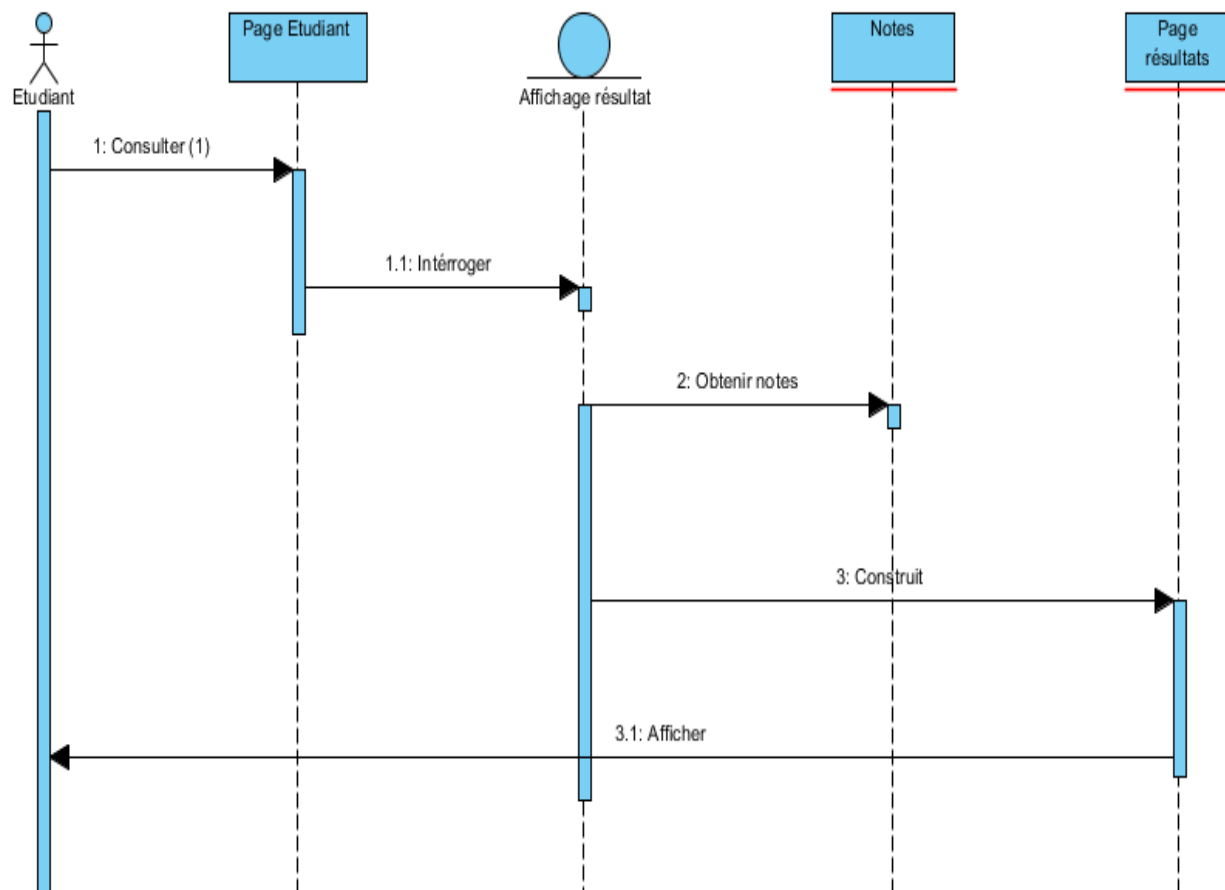 Page Etudiant
Notes
Page
résultats
Etudiant
Affichage résultat
1: Consulter (1)
1.1: Intérroger
2: Obtenir notes
3: Construit
3.1: Afficher